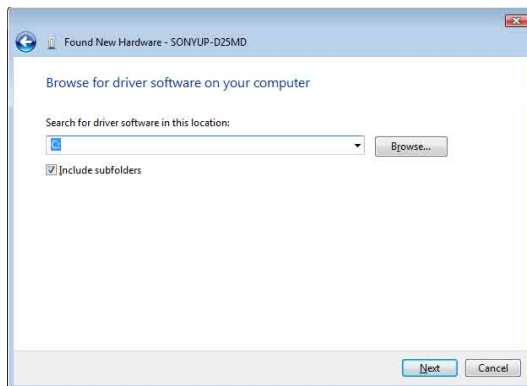 Found New Hardware - SONYUP-D25MD
Browse for driver software on your computer
Search for driver software in this location:
C:
Browse...
Include subfolders
Next
Cancel